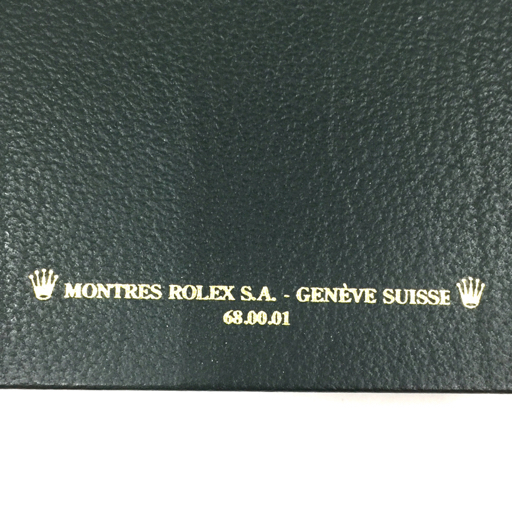 MONTRES ROLEX S.A. - GENÈVE SUISSE
68.00.01